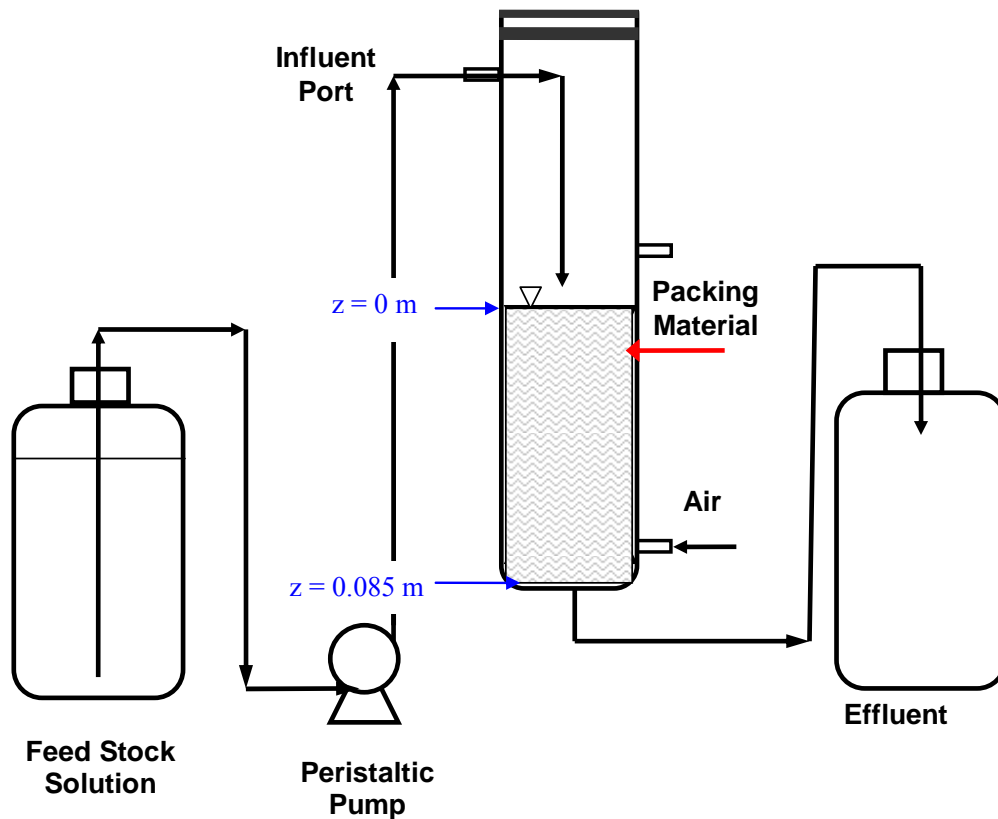 Influent
Port
z = 0 m
Packing
Material
Air
z = 0.085 m
Feed Stock
Solution
Peristaltic
Pump
Effluent